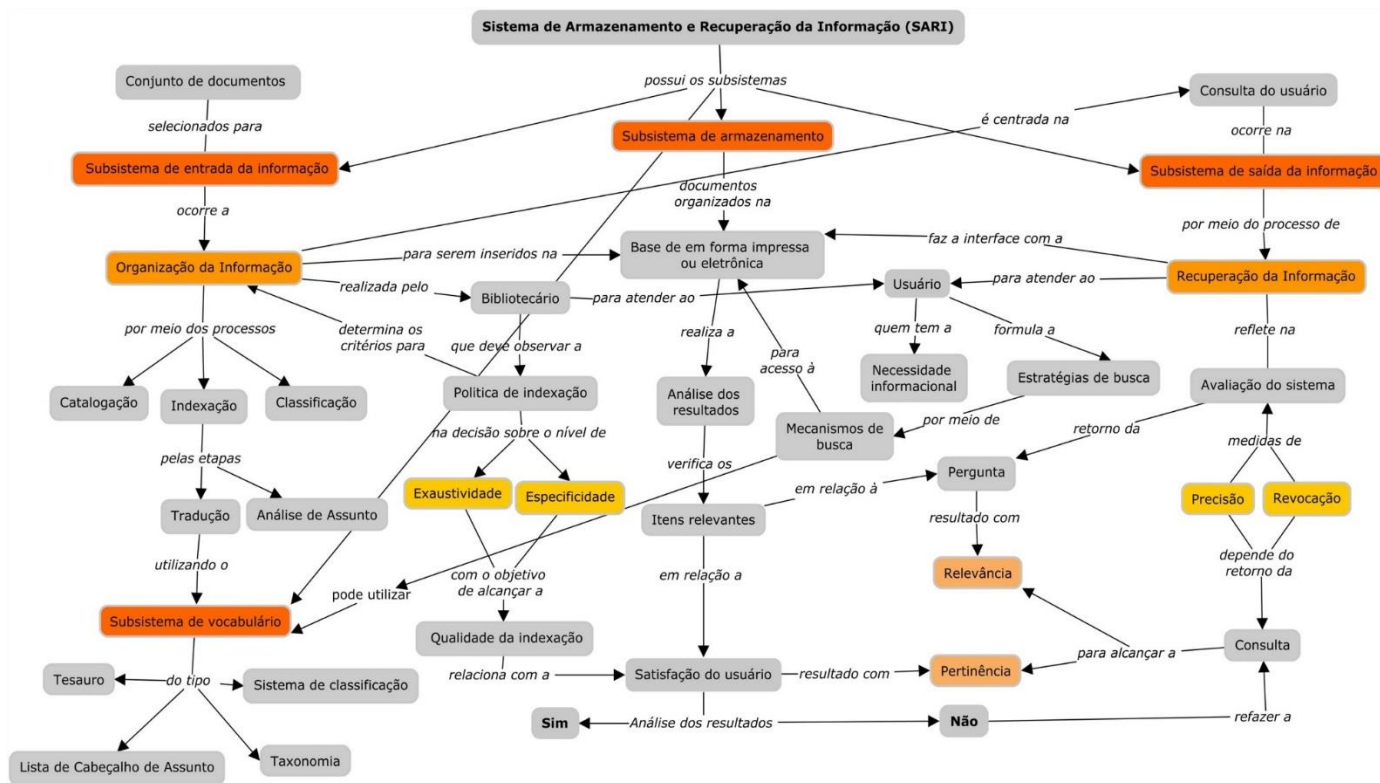 Sistema de Armazenamento e Recuperação da Informação (SARI)
possui os subsistemas
Conjunto de documentos
Consulta do usuário
selecionados para
é centrada na
ocorre na
Subsistema de entrada da informação
Subsistema de armazenamento
Subsistema de saída da informação
ocorre a
documentos
organizados na
por meio do processo de
Organização da Informação
para serem inseridos na
Base de em forma impressa
ou eletrônica
faz a interface com a
Recuperação da Informação
realizada pelo
Bibliotecário
para atender ao
Usuário
para atender ao
por meio dos processos
determina os
critérios para
que deve observar a
realiza a
para
acesso à
quem tem a
formula a
reflete na
Catalogação
Indexação
Classificação
Politica de indexação
Análise dos
resultados
Necessidade
informacional
Estratégias de busca
Avaliação do sistema
na decisão sobre o nível de
Mecanismos de
busca
por meio de
retorno da
medidas de
pelas etapas
verifica os
Exaustividade
Especificidade
em relação à
Pergunta
Precisão
Revocação
Tradução
Análise de Assunto
Itens relevantes
resultado com
utilizando o
com o objetivo
de alcançar a
em relação a
Relevância
depende do
retorno da
pode utilizar
Subsistema de vocabulário
Qualidade da indexação
para alcançar a
Consulta
relaciona com a
Satisfação do usuário
resultado com
Pertinência
Tesauro
do tipo
Sistema de classificação
Sim
Análise dos resultados
Não
refazer a
Lista de Cabeçalho de Assunto
Taxonomia